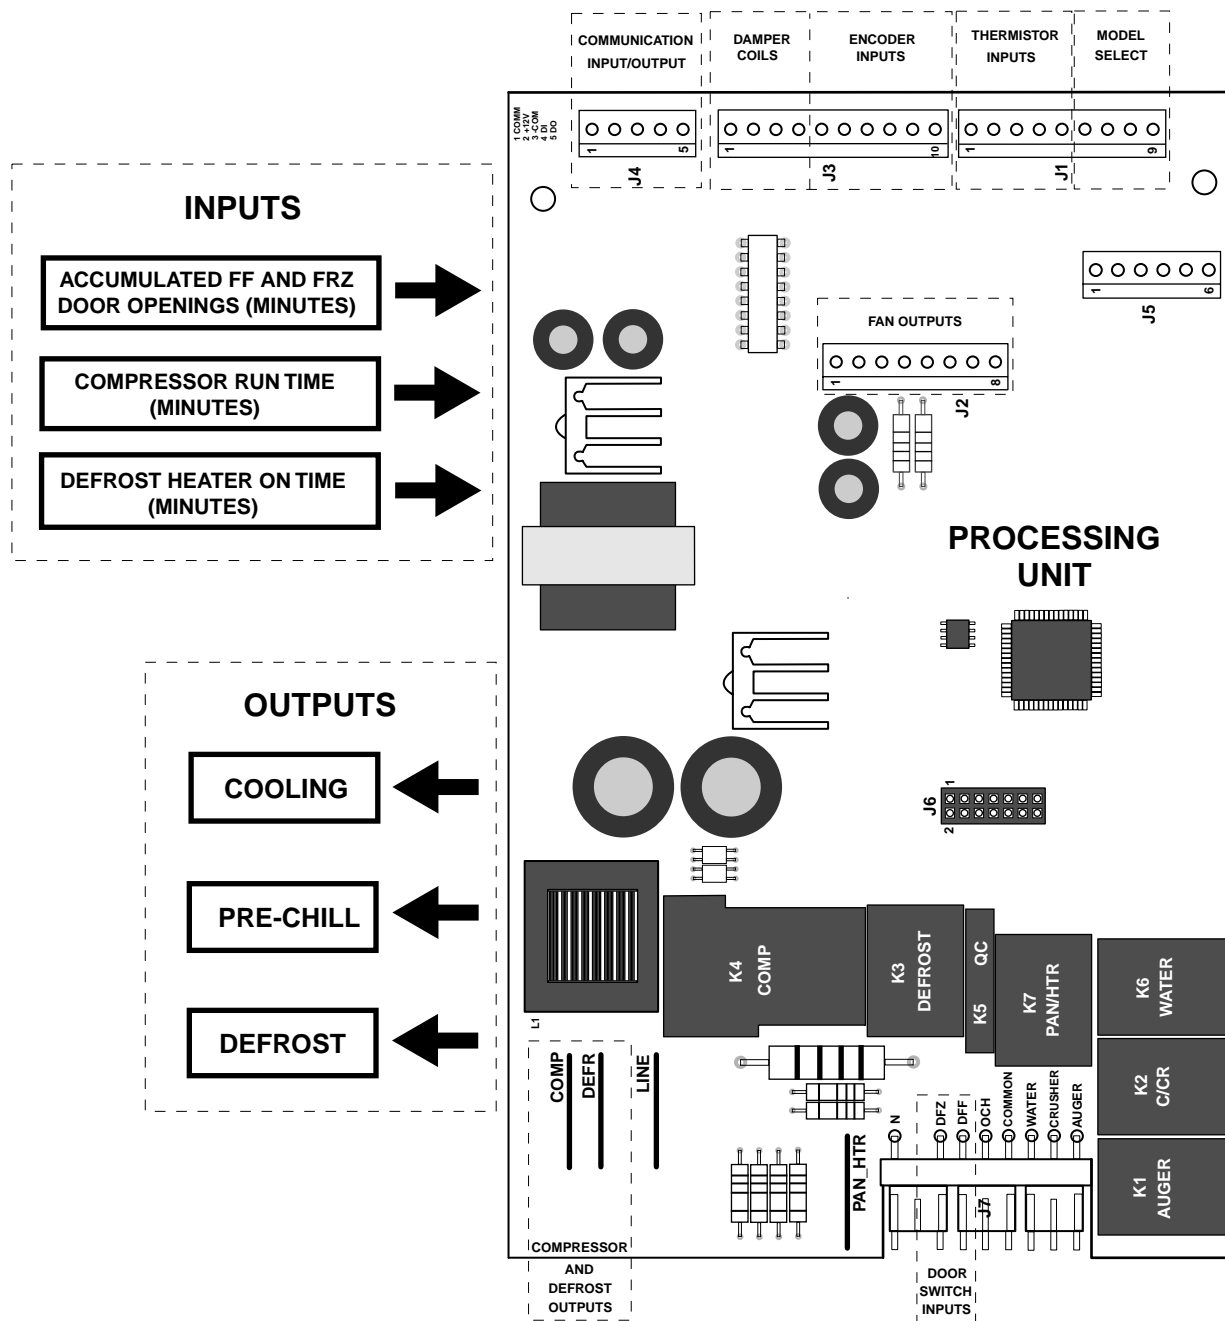 COMMUNICATION
INPUT/OUTPUT
DAMPER
COILS
ENCODER
INPUTS
THERMISTOR
INPUTS
MODEL
SELECT
1 COMM
2 +12V
3 -COM
4 DI
5 DO
1
5
J4
1
10
J3
1
9
J1
INPUTS
ACCUMULATED FF AND FRZ
DOOR OPENINGS (MINUTES)
COMPRESSOR RUN TIME
(MINUTES)
DEFROST HEATER ON TIME
(MINUTES)
1
6
J5
FAN OUTPUTS
1
8
J2
PROCESSING
UNIT
OUTPUTS
COOLING
PRE-CHILL
DEFROST
J6
1
2
L1
K4
COMP
K3
DEFROST
K5 QC
K7
PAN/HTR
K6
WATER
K2
C/CR
K1
AUGER
COMP
DEFR
LINE
PAN_HTR
N
DFZ
DFF
OCH
COMMON
WATER
CRUSHER
AUGER
J7
COMPRESSOR
AND
DEFROST
OUTPUTS
DOOR
SWITCH
INPUTS